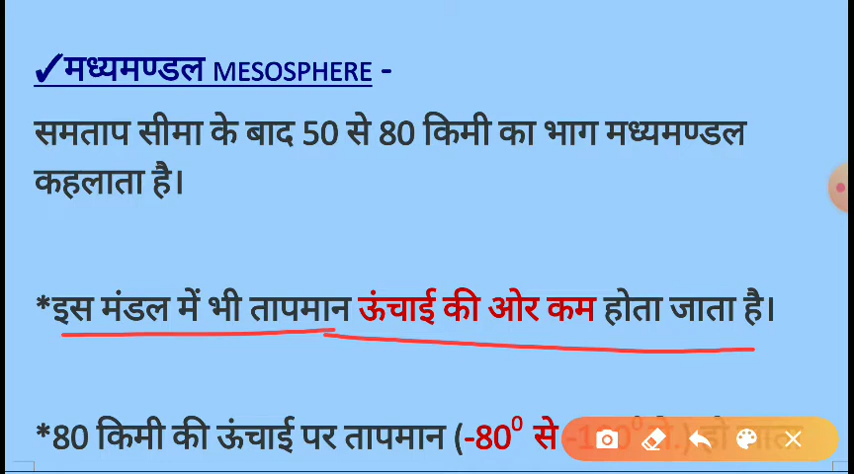 ✓मध्यमण्डल MESOSPHERE -
समताप सीमा के बाद 50 से 80 किमी का भाग मध्यमण्डल
कहलाता है।
*इस मंडल में भी तापमान ऊंचाई की ओर कम होता जाता है।
*80 किमी की ऊंचाई पर तापमान (-80⁰ से